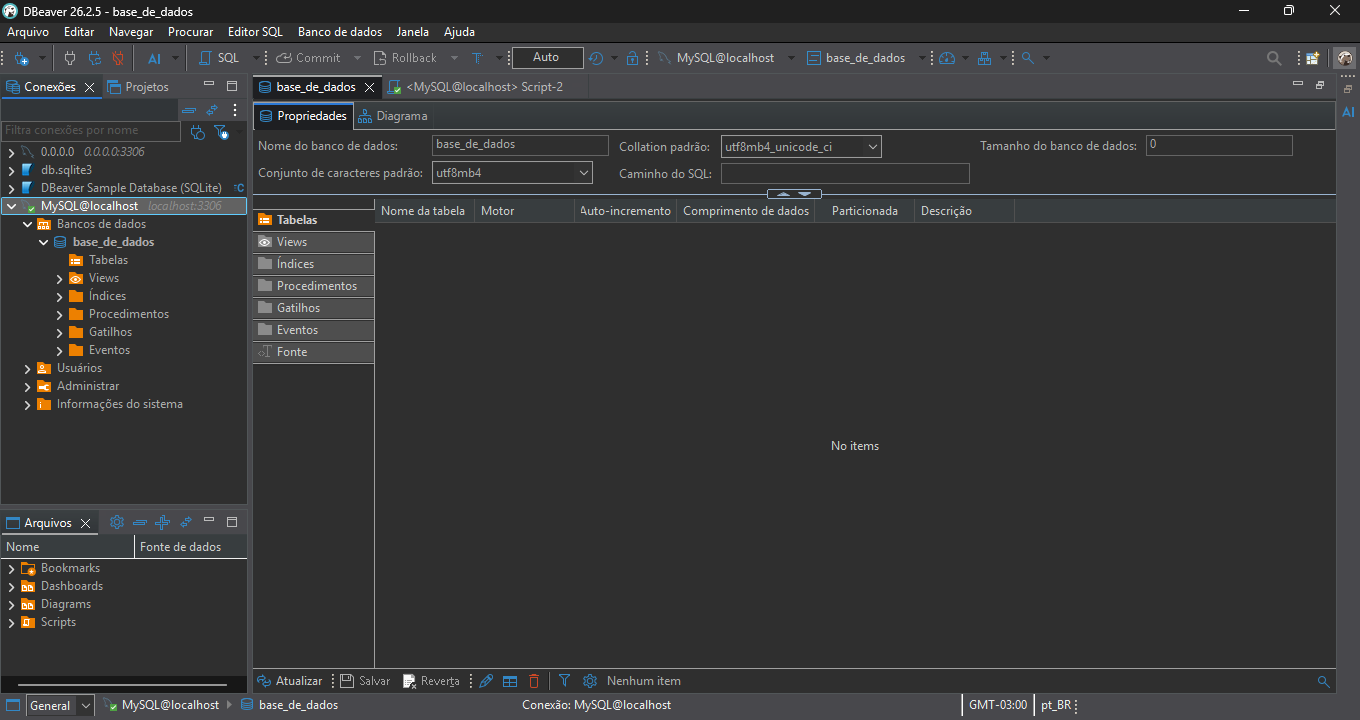 DBeaver 26.2.5 - base_de_dados
Arquivo Editar Navegar Procurar Editor SQL Banco de dados Janela Ajuda
AI SQL Commit Rollback T Auto MySQL@localhost base_de_dados
Conexões Projetos
base_de_dados <MySQL@localhost> Script-2
AI
Propriedades Diagrama
Filtra conexões por nome
0.0.0.0 0.0.0.0:3306
db.sqlite3
DBeaver Sample Database (SQLite)
MySQL@localhost localhost:3306
Bancos de dados
base_de_dados
Tabelas
Views
Índices
Procedimentos
Gatilhos
Eventos
Usuários
Administrar
Informações do sistema
Nome do banco de dados: base_de_dados Collation padrão: utf8mb4_unicode_ci Tamanho do banco de dados: 0
Conjunto de caracteres padrão: utf8mb4 Caminho do SQL:
Tabelas
Views
Índices
Procedimentos
Gatilhos
Eventos
Fonte
Nome da tabela Motor Auto-incremento Comprimento de dados Particionada Descrição
No items
Arquivos
Nome Fonte de dados
Bookmarks
Dashboards
Diagrams
Scripts
Atualizar Salvar Reverta Nenhum item
General MySQL@localhost base_de_dados Conexão: MySQL@localhost GMT-03:00 pt_BR